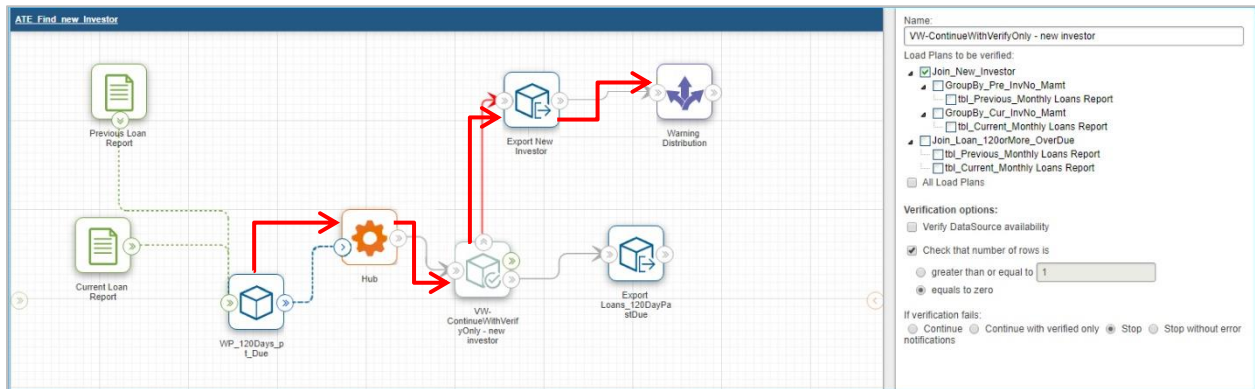 ATE_Find_new_Investor
Previous Loan
Report
Current Loan
Report
WP_120Days_p
t_Due
Hub
VW-
ContinueWithVerif
yOnly - new
investor
Export New
Investor
Warning
Distribution
Export
Loans_120DayPa
stDue
Name:
VW-ContinueWithVerifyOnly - new investor
Load Plans to be verified:
Join_New_Investor
GroupBy_Pre_InvNo_Mamt
tbl_Previous_Monthly Loans Report
GroupBy_Cur_InvNo_Mamt
tbl_Current_Monthly Loans Report
Join_Loan_120orMore_OverDue
tbl_Previous_Monthly Loans Report
tbl_Current_Monthly Loans Report
All Load Plans
Verification options:
Verify DataSource availability
Check that number of rows is
greater than or equal to 1
equals to zero
If verification fails:
Continue Continue with verified only Stop Stop without error
notifications